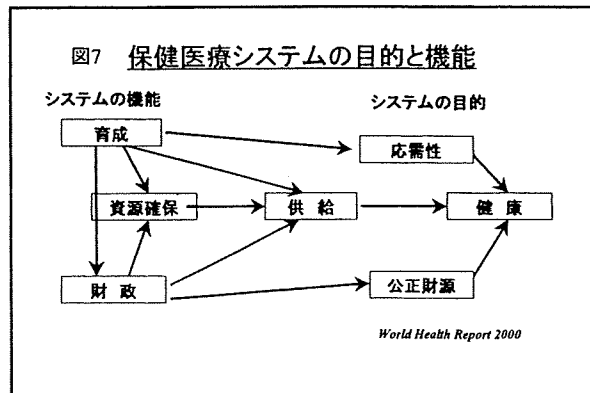 図7 保健医療システムの目的と機能
システムの機能 システムの目的
育成
応需性
資源確保 供給 健康
財政
公正財源
World Health Report 2000